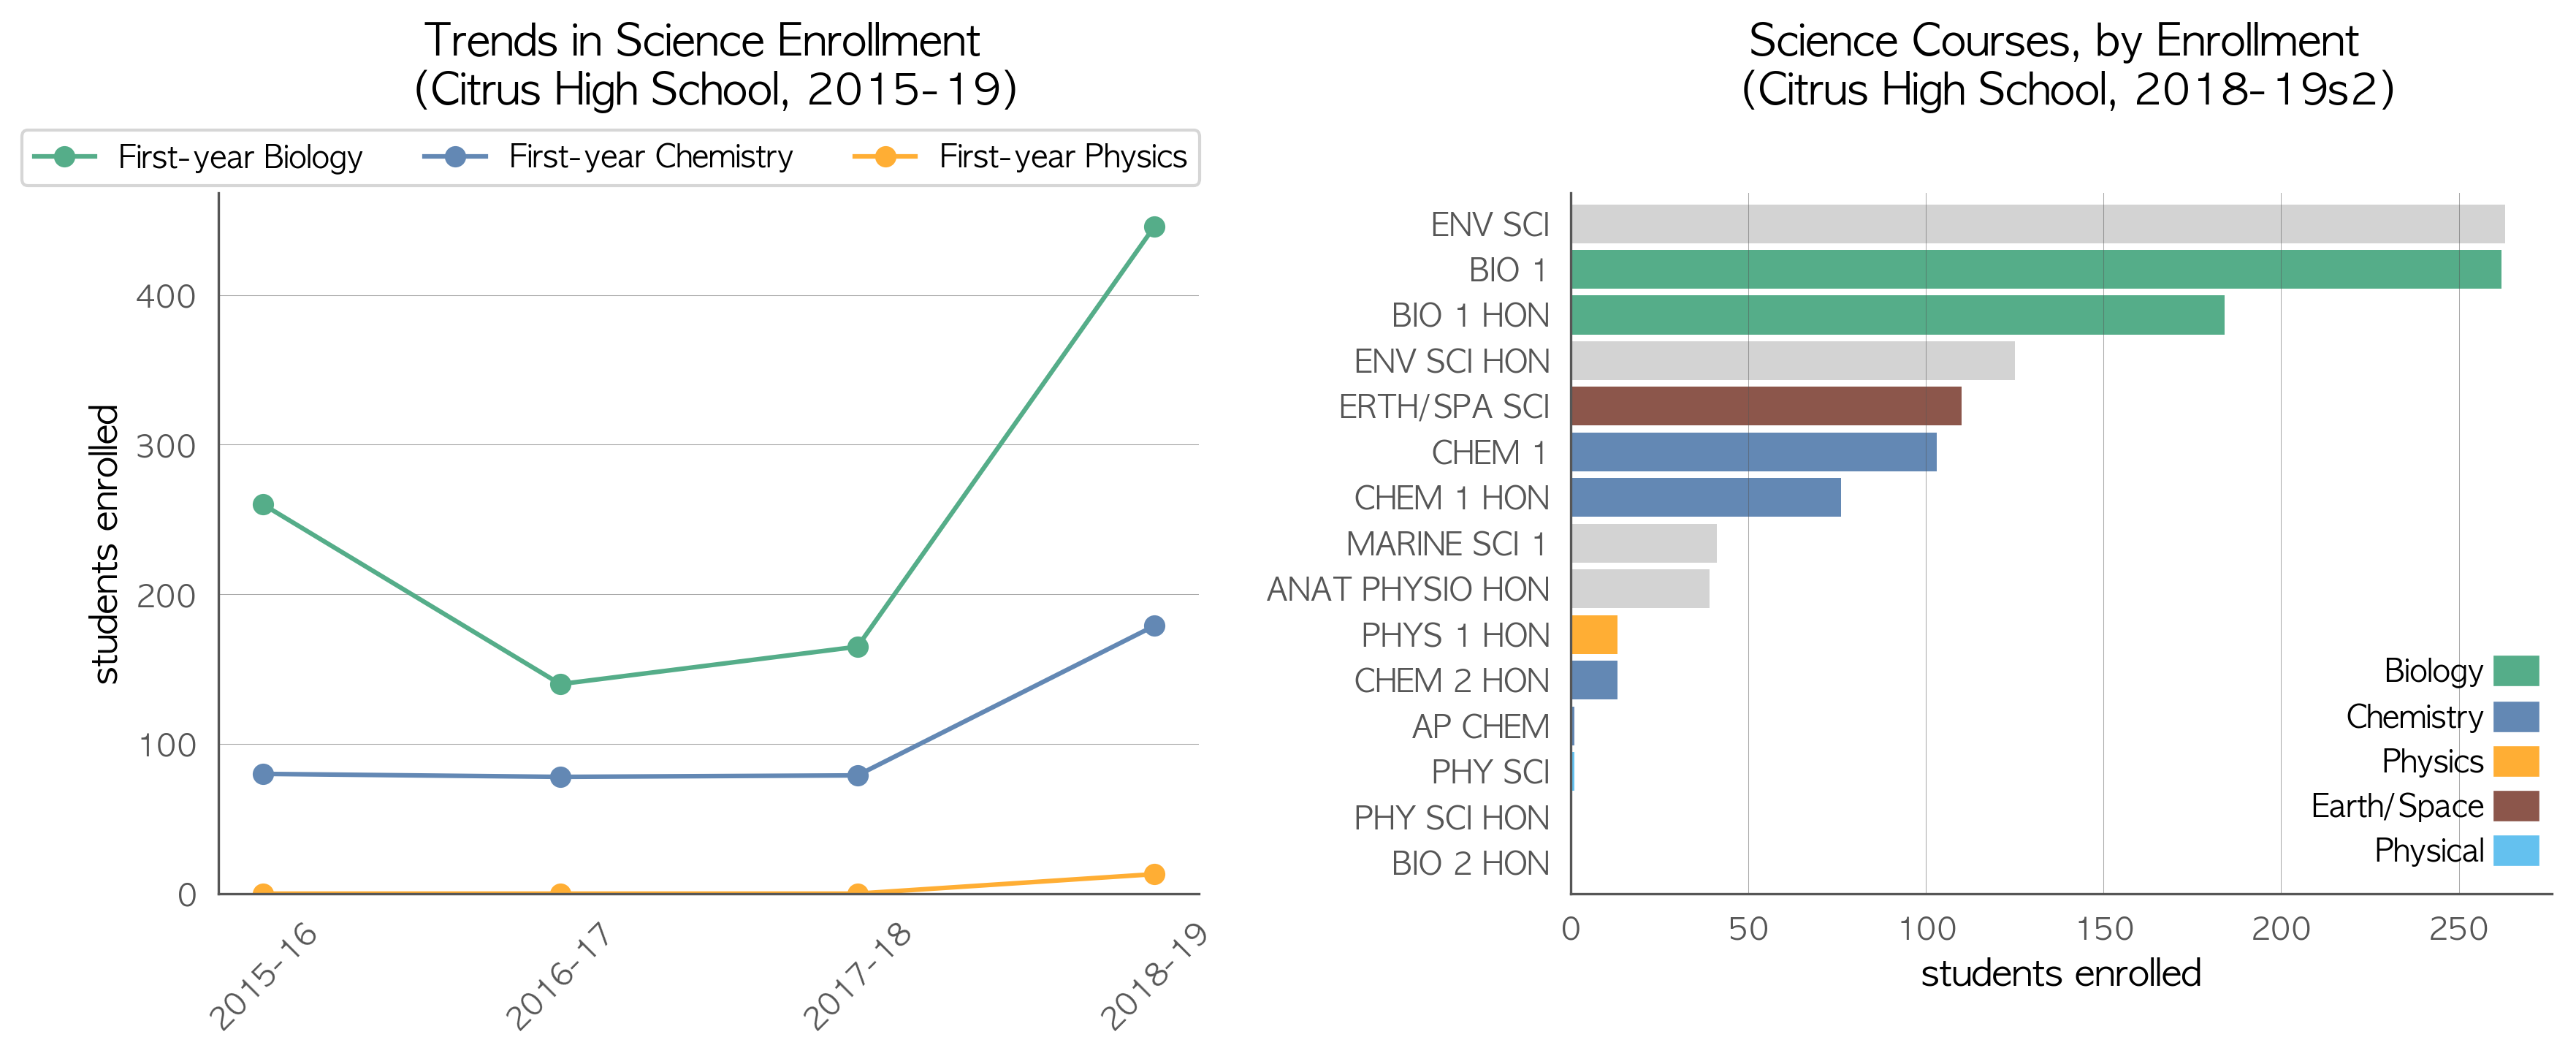 Trends in Science Enrollment
(Citrus High School, 2015-19)
First-year Biology
First-year Chemistry
First-year Physics
students enrolled
400
300
200
100
0
2015-16
2016-17
2017-18
2018-19
Science Courses, by Enrollment
(Citrus High School, 2018-19s2)
ENV SCI
BIO 1
BIO 1 HON
ENV SCI HON
ERTH/SPA SCI
CHEM 1
CHEM 1 HON
MARINE SCI 1
ANAT PHYSIO HON
PHYS 1 HON
CHEM 2 HON
AP CHEM
PHY SCI
PHY SCI HON
BIO 2 HON
Biology
Chemistry
Physics
Earth/Space
Physical
0 50 100 150 200 250
students enrolled